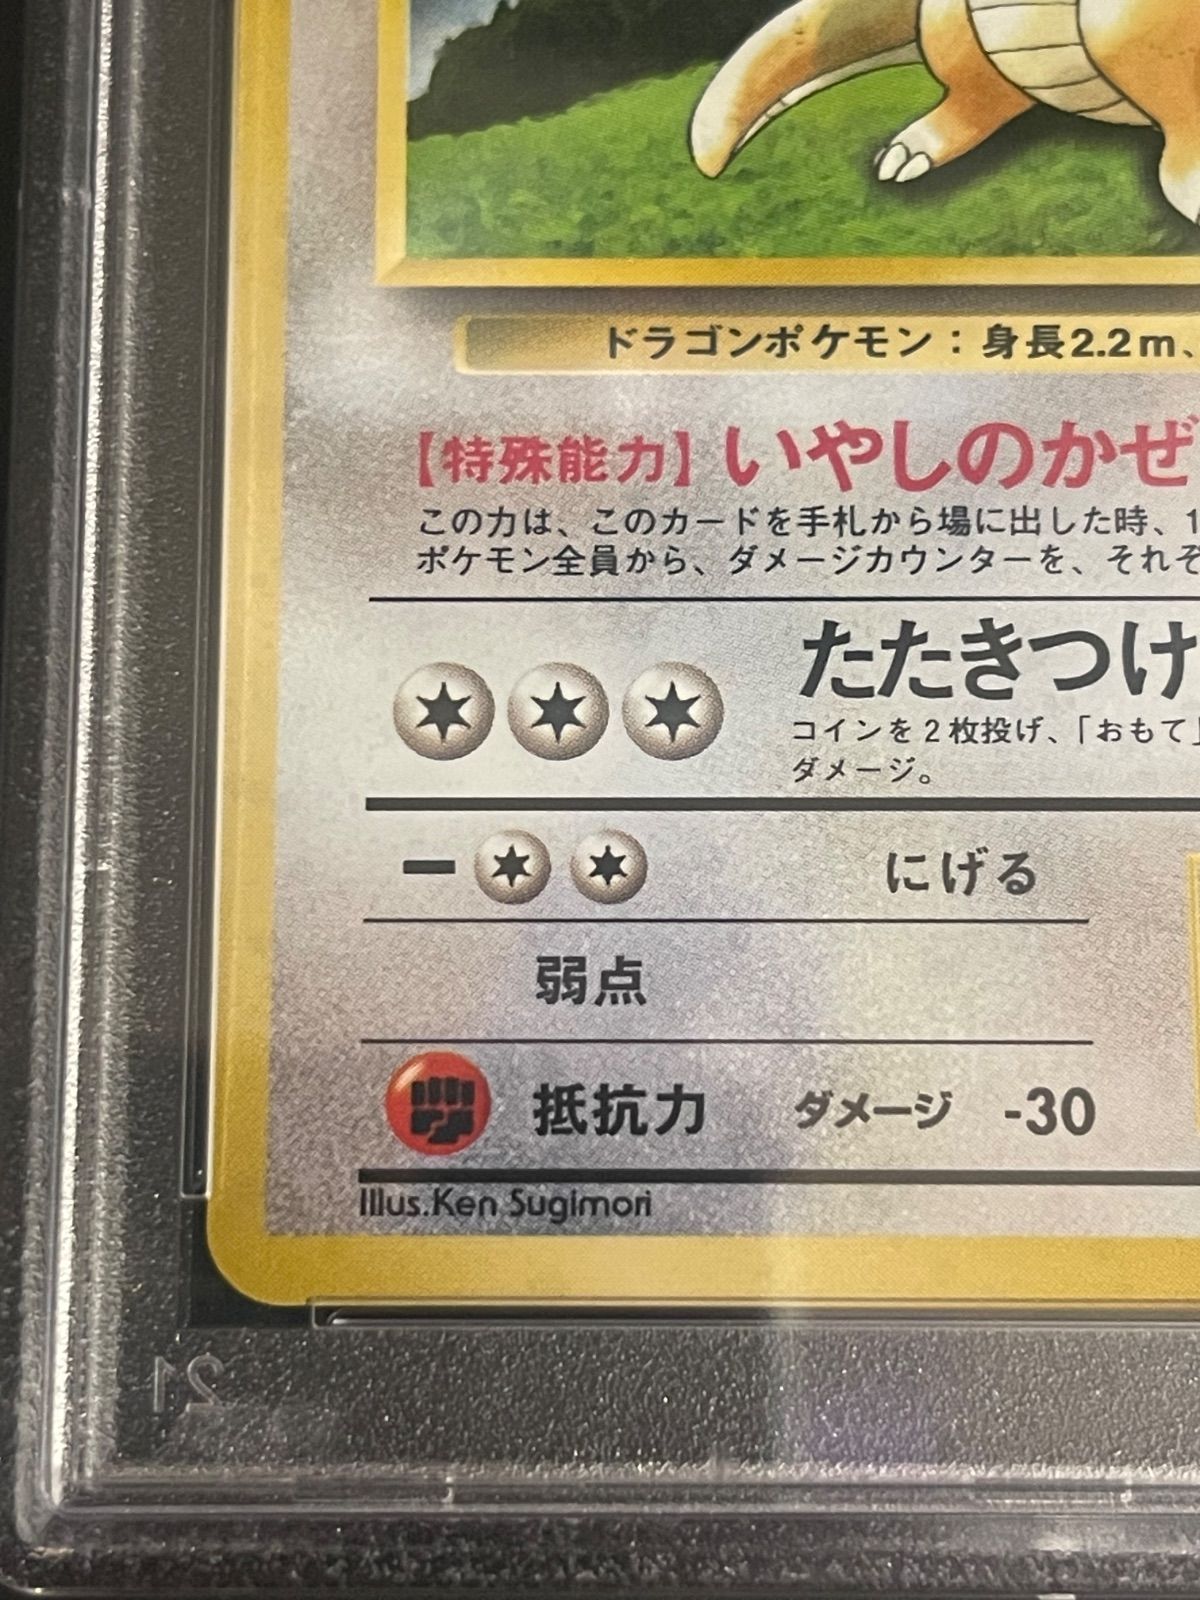 ドラゴンポケモン：身長2.2m、
【特殊能力】いやしのかぜ
この力は、このカードを手札から場に出した時、1
ポケモン全員から、ダメージカウンターを、それぞ
たたきつけ
コインを2枚投げ、「おもて」
ダメージ。
にげる
弱点
抵抗力 ダメージ -30
Illus.Ken Sugimori
21